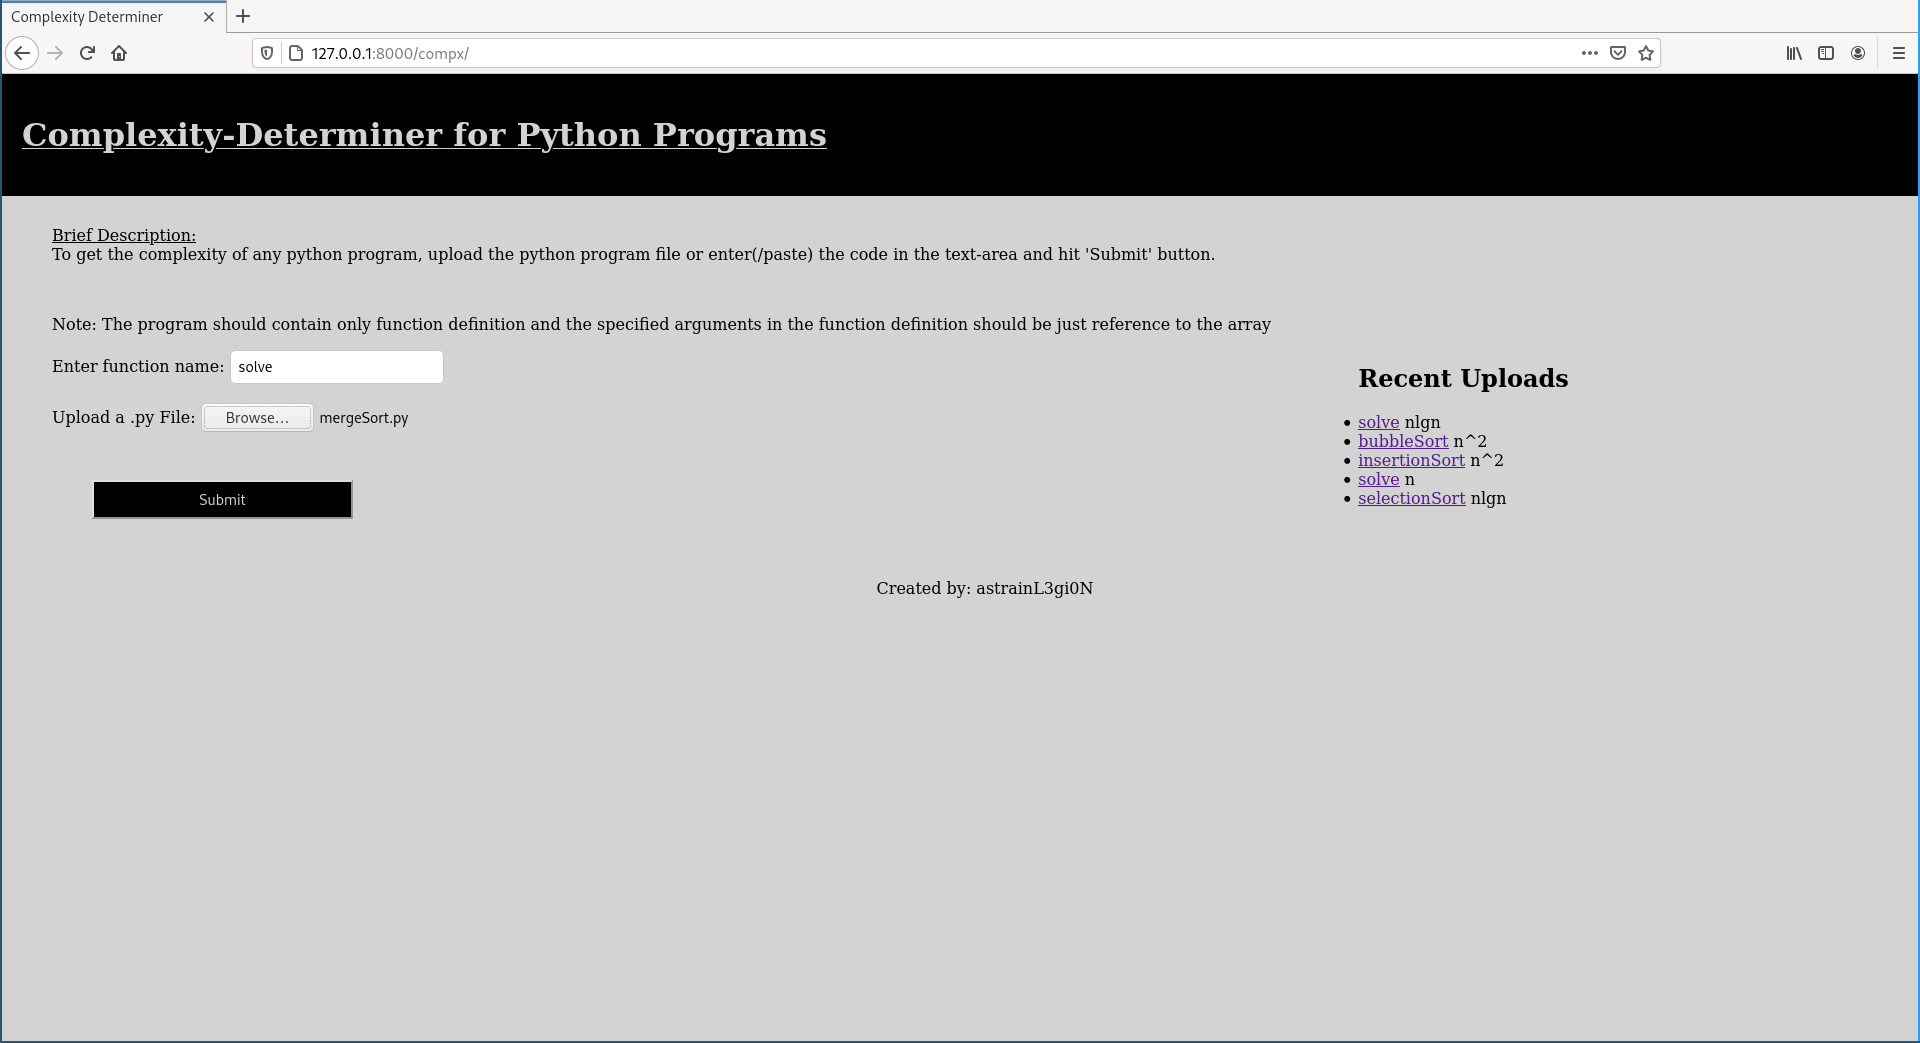 Complexity Determiner
127.0.0.1:8000/compx/
Complexity-Determiner for Python Programs
Brief Description:
To get the complexity of any python program, upload the python program file or enter(/paste) the code in the text-area and hit 'Submit' button.
Note: The program should contain only function definition and the specified arguments in the function definition should be just reference to the array
Enter function name: solve
Upload a .py File: Browse... mergeSort.py
Submit
Recent Uploads
solve nlgn
bubbleSort n^2
insertionSort n^2
solve n
selectionSort nlgn
Created by: astrainL3gi0N